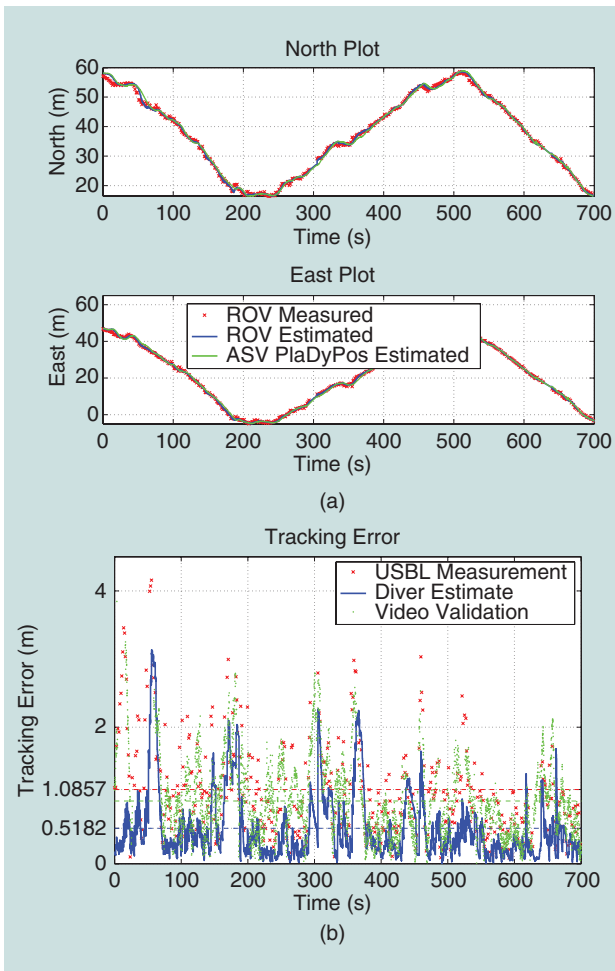 North Plot
60
50
40
30
20
North (m)
0 100 200 300 400 500 600 700
Time (s)
East Plot
60
40
20
0
East (m)
ROV Measured
ROV Estimated
ASV PlaDyPos Estimated
0 100 200 300 400 500 600 700
Time (s)
(a)
Tracking Error
USBL Measurement
Diver Estimate
Video Validation
4
2
1.0857
0.5182
0
Tracking Error (m)
0 100 200 300 400 500 600 700
Time (s)
(b)